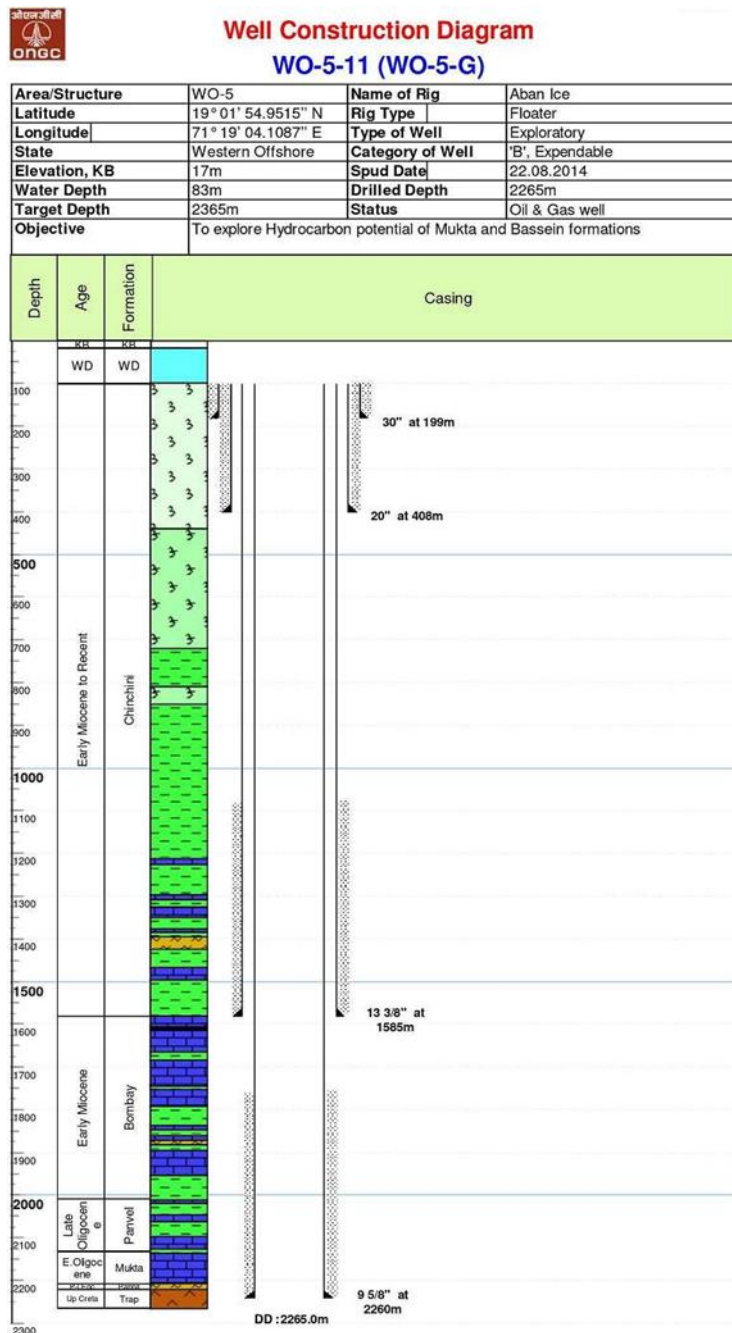 ओएनजीसी
ONGC
Well Construction Diagram
WO-5-11 (WO-5-G)
Area/Structure WO-5 Name of Rig Aban Ice
Latitude 19° 01' 54.9515" N Rig Type Floater
Longitude 71° 19' 04.1087" E Type of Well Exploratory
State Western Offshore Category of Well 'B', Expendable
Elevation, KB 17m Spud Date 22.08.2014
Water Depth 83m Drilled Depth 2265m
Target Depth 2365m Status Oil & Gas well
Objective To explore Hydrocarbon potential of Mukta and Bassein formations
Depth Age Formation Casing
KB KB
WD WD
100
30" at 199m
200
300
400
20" at 408m
500
600
700
Early Miocene to Recent Chinchini
800
900
1000
1100
1200
1300
1400
1500
13 3/8" at
1585m
1600
1700
Early Miocene Bombay
1800
1900
2000
Late
Oligocen
e
Panvel
2100
E.Oligoc
ene
Mukta
2200
Panna
Up Creta Trap
9 5/8" at
2260m
DD :2265.0m
2300